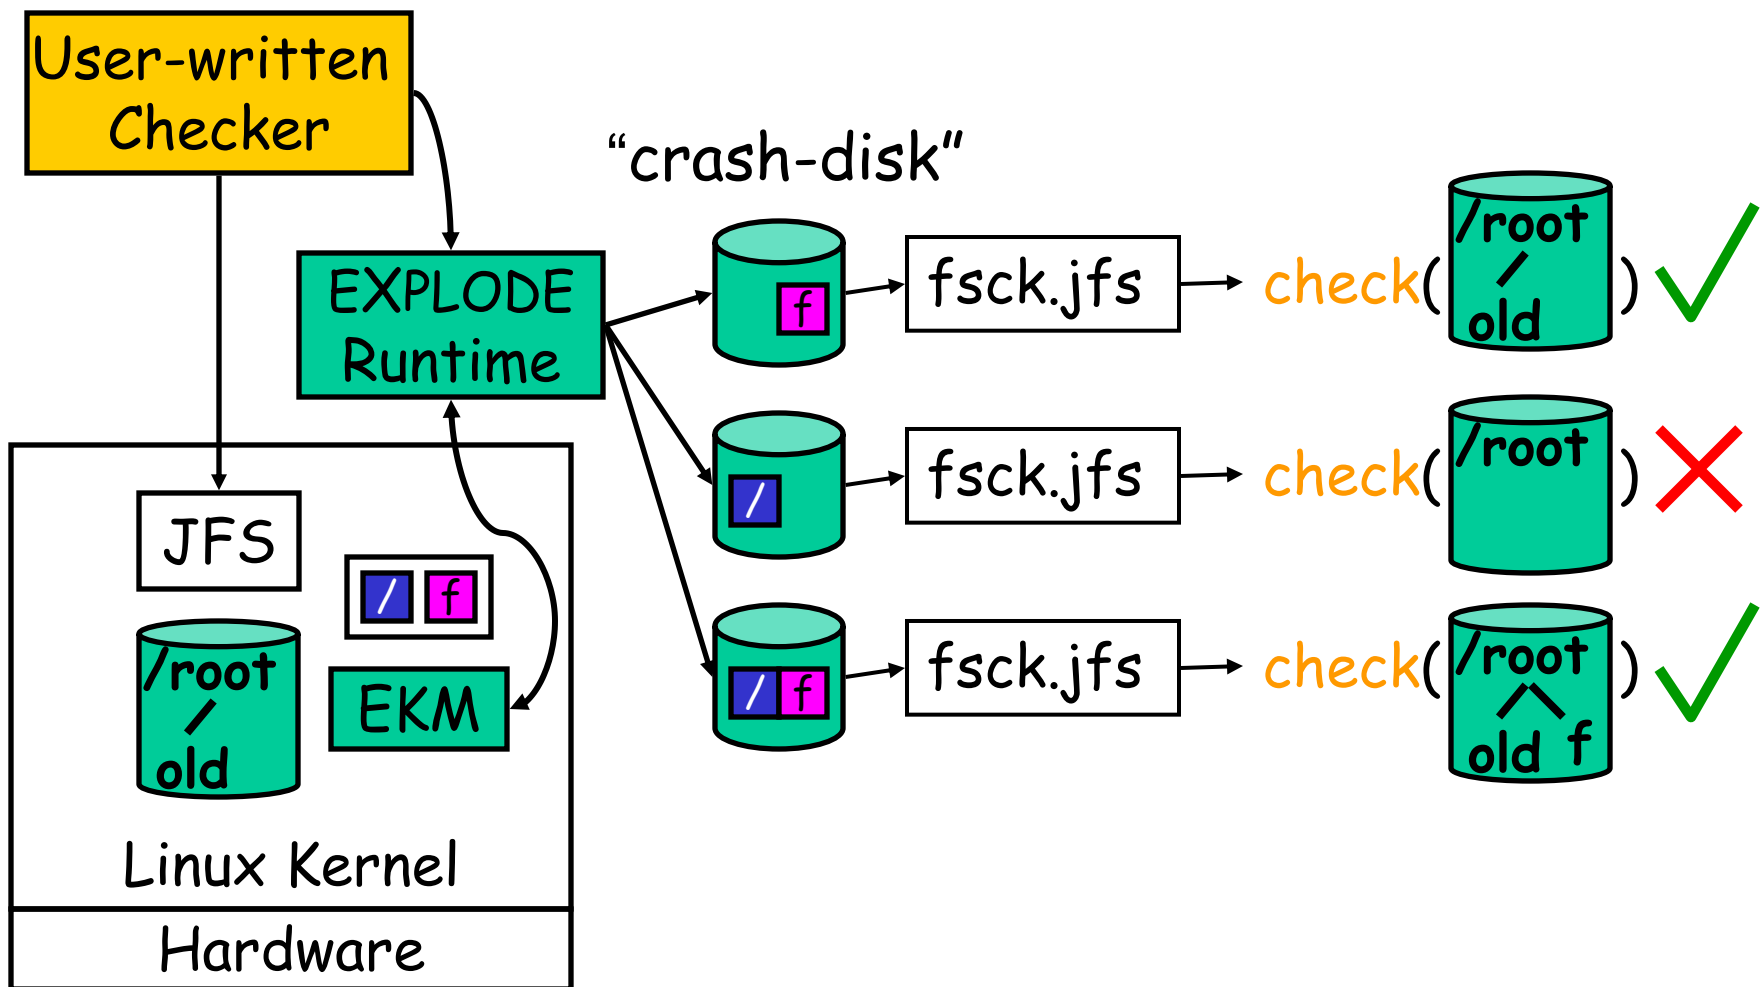 User-written
Checker
“crash-disk”
EXPLODE
Runtime
f
fsck.jfs
check(
/root
old
)
/
fsck.jfs
check(
/root
)
/ f
fsck.jfs
check(
/root
old f
)
JFS
/ f
/root
old
EKM
Linux Kernel
Hardware